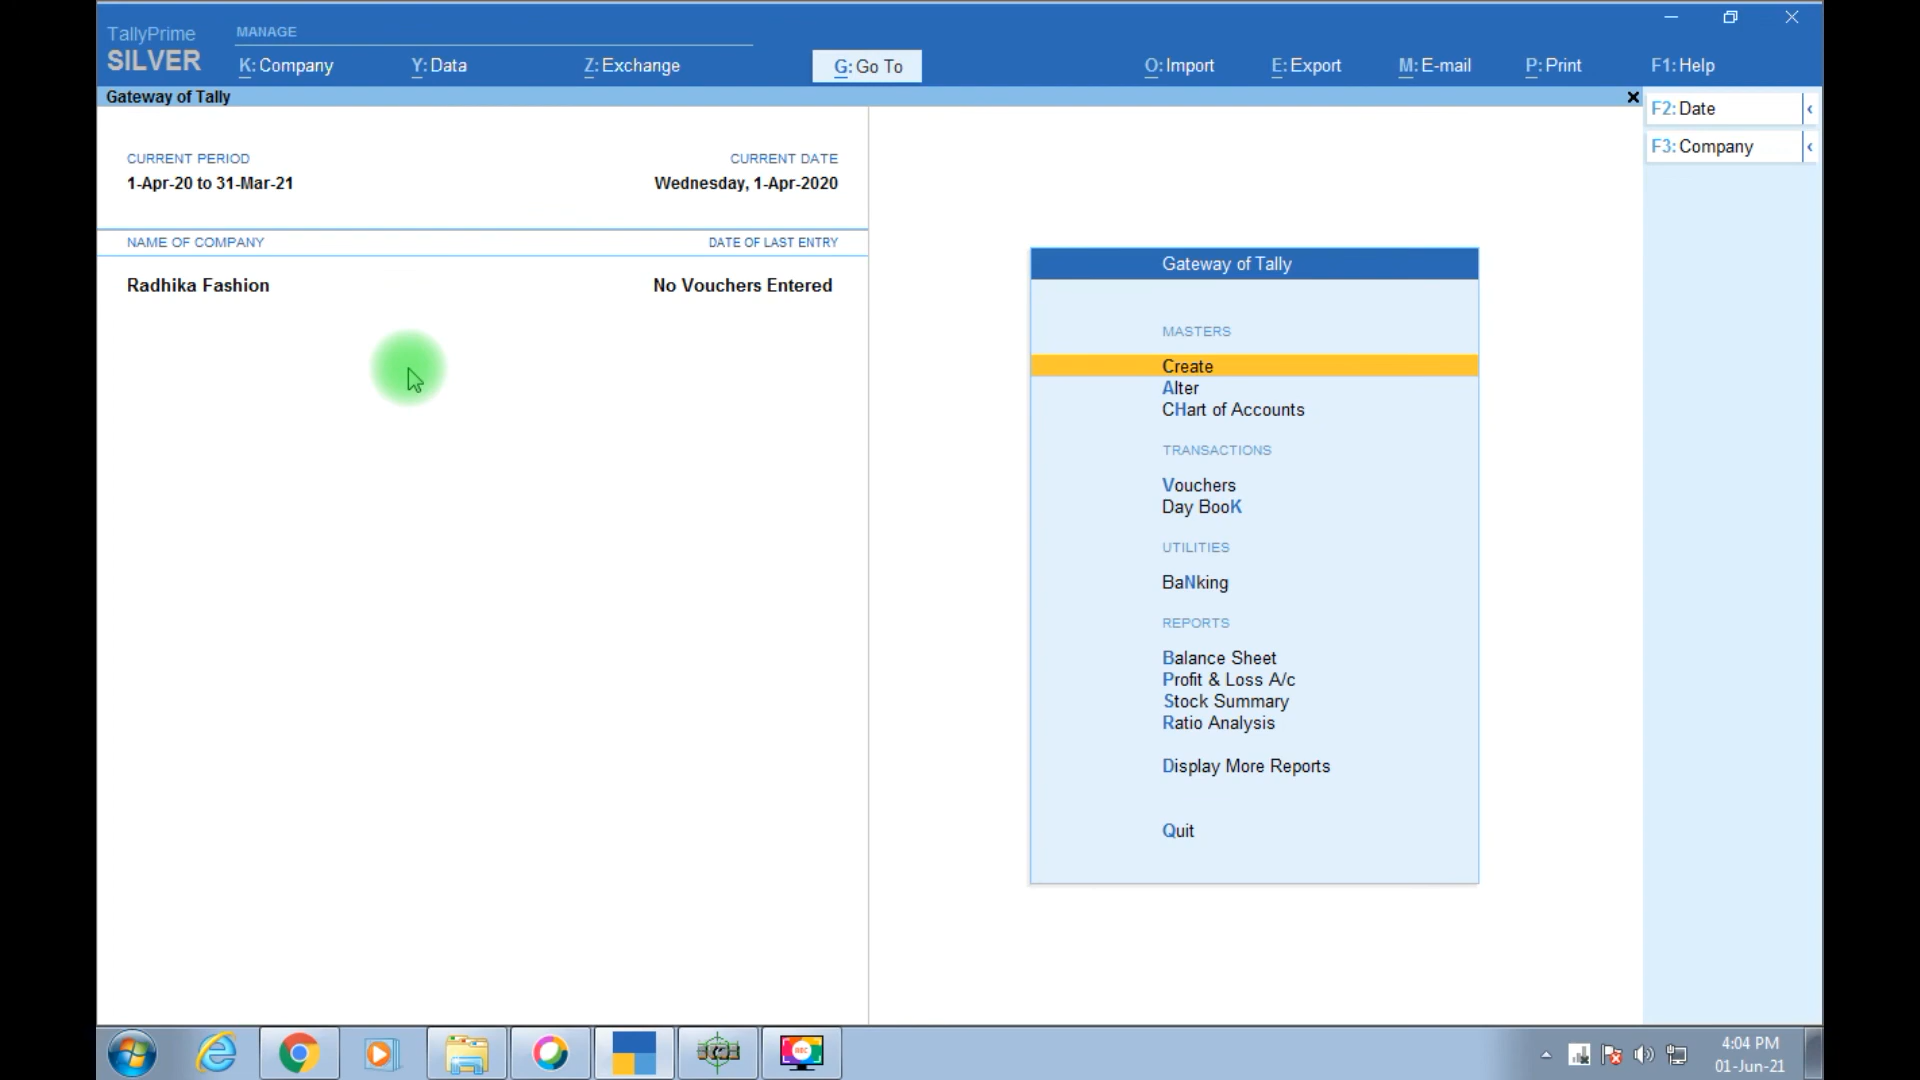 TallyPrime
SILVER
MANAGE
K: Company
Y: Data
Z: Exchange
G: Go To
O: Import
E: Export
M: E-mail
P: Print
F1: Help
Gateway of Tally
F2: Date
F3: Company
CURRENT PERIOD
CURRENT DATE
1-Apr-20 to 31-Mar-21
Wednesday, 1-Apr-2020
NAME OF COMPANY
DATE OF LAST ENTRY
Radhika Fashion
No Vouchers Entered
Gateway of Tally
MASTERS
Create
Alter
CHart of Accounts
TRANSACTIONS
Vouchers
Day BooK
UTILITIES
BaNking
REPORTS
Balance Sheet
Profit & Loss A/c
Stock Summary
Ratio Analysis
Display More Reports
Quit
4:04 PM
01-Jun-21